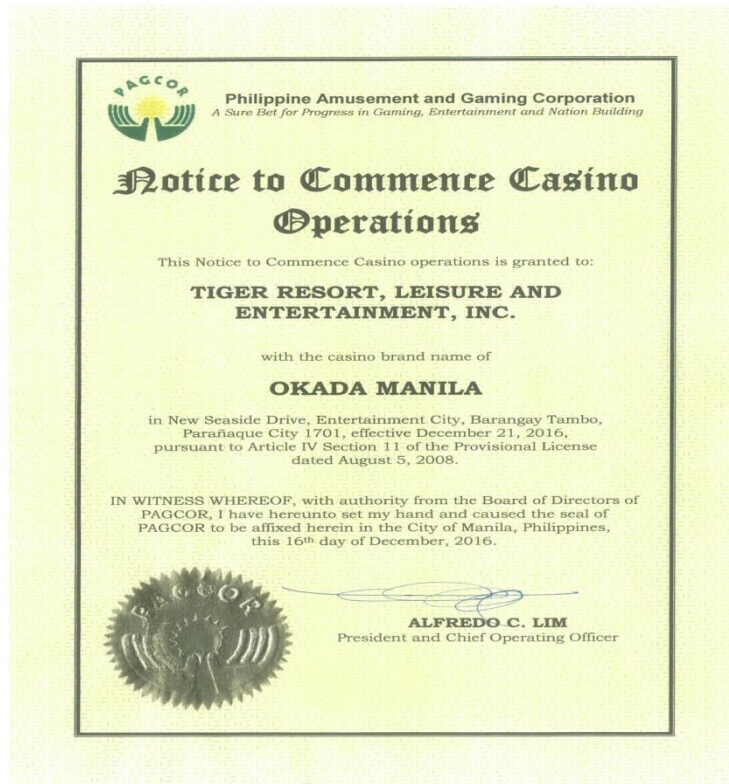 PAGCOR
Philippine Amusement and Gaming Corporation
A Sure Bet for Progress in Gaming, Entertainment and Nation Building
Notice to Commence Casino
Operations
This Notice to Commence Casino operations is granted to:
TIGER RESORT, LEISURE AND
ENTERTAINMENT, INC.
with the casino brand name of
OKADA MANILA
in New Seaside Drive, Entertainment City, Barangay Tambo,
Parañaque City 1701, effective December 21, 2016,
pursuant to Article IV Section 11 of the Provisional License
dated August 5, 2008.
IN WITNESS WHEREOF, with authority from the Board of Directors of
PAGCOR, I have hereunto set my hand and caused the seal of
PAGCOR to be affixed herein in the City of Manila, Philippines,
this 16th day of December, 2016.
PAGCOR
ALFREDO C. LIM
President and Chief Operating Officer